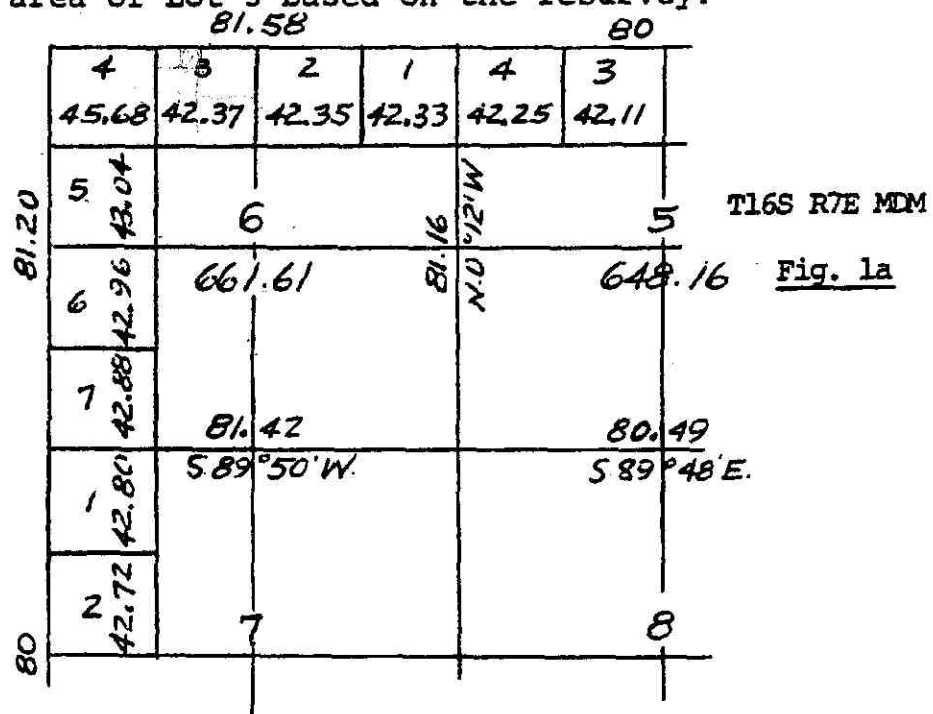 area of Lot 3 based on the resurvey.
81.58 80
4 3 2 1 4 3
45.68 42.37 42.35 42.33 42.25 42.11
5 43.04
81.20
6
81.16
N.0°12'W
5
T16S R7E MDM
Fig. 1a
6 42.96
661.61
648.16
7 42.88
81.42
80.49
S 89°50'W.
S 89°48'E.
1 42.80
2 42.72
7
8
80